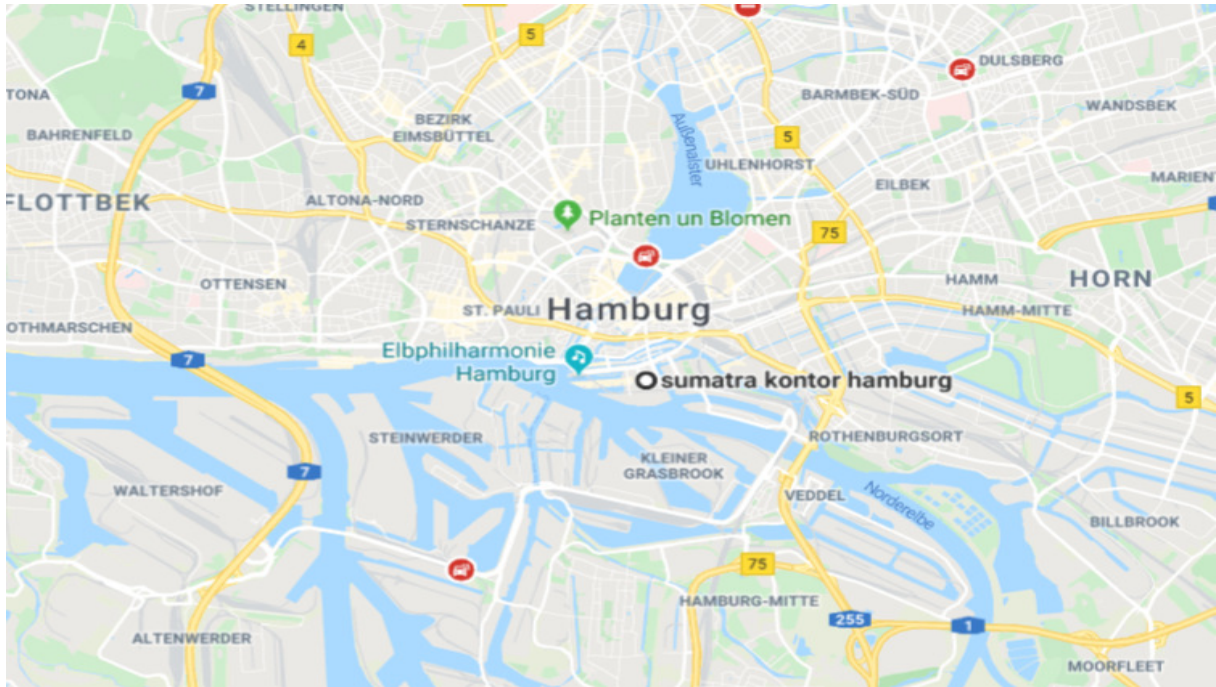 STELLINGEN
5
4
5
DULSBERG
7
TONA
BARMBEK-SÜD
WANDSBEK
BAHRENFELD
BEZIRK
EIMSBÜTTEL
Außenalster
5
UHLENHORST
MARIENT
EILBEK
FLOTTBEK
ALTONA-NORD
STERNSCHANZE
Planten un Blomen
75
OTTENSEN
HAMM
HORN
ST. PAULI
Hamburg
HAMM-MITTE
OTHMARSCHEN
7
Elbphilharmonie
Hamburg
sumatra kontor hamburg
5
STEINWERDER
ROTHENBURGSORT
KLEINER
GRASBROOK
7
WALTERSHOF
VEDDEL
Norderelbe
BILLBROOK
75
HAMBURG-MITTE
255
1
ALTENWERDER
MOORFLEET